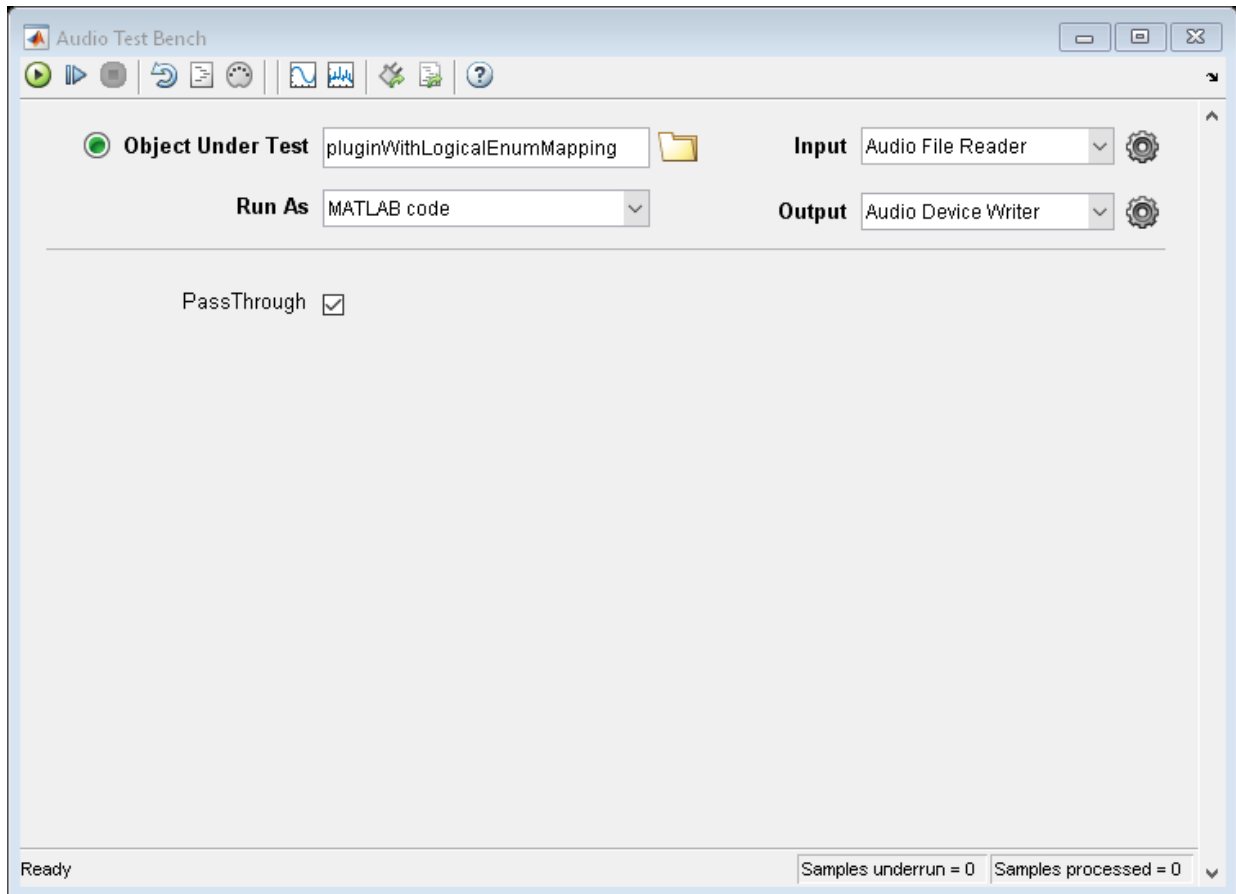 Audio Test Bench
Object Under Test pluginWithLogicalEnumMapping Input Audio File Reader
Run As MATLAB code Output Audio Device Writer
PassThrough
Ready Samples underrun = 0 Samples processed = 0